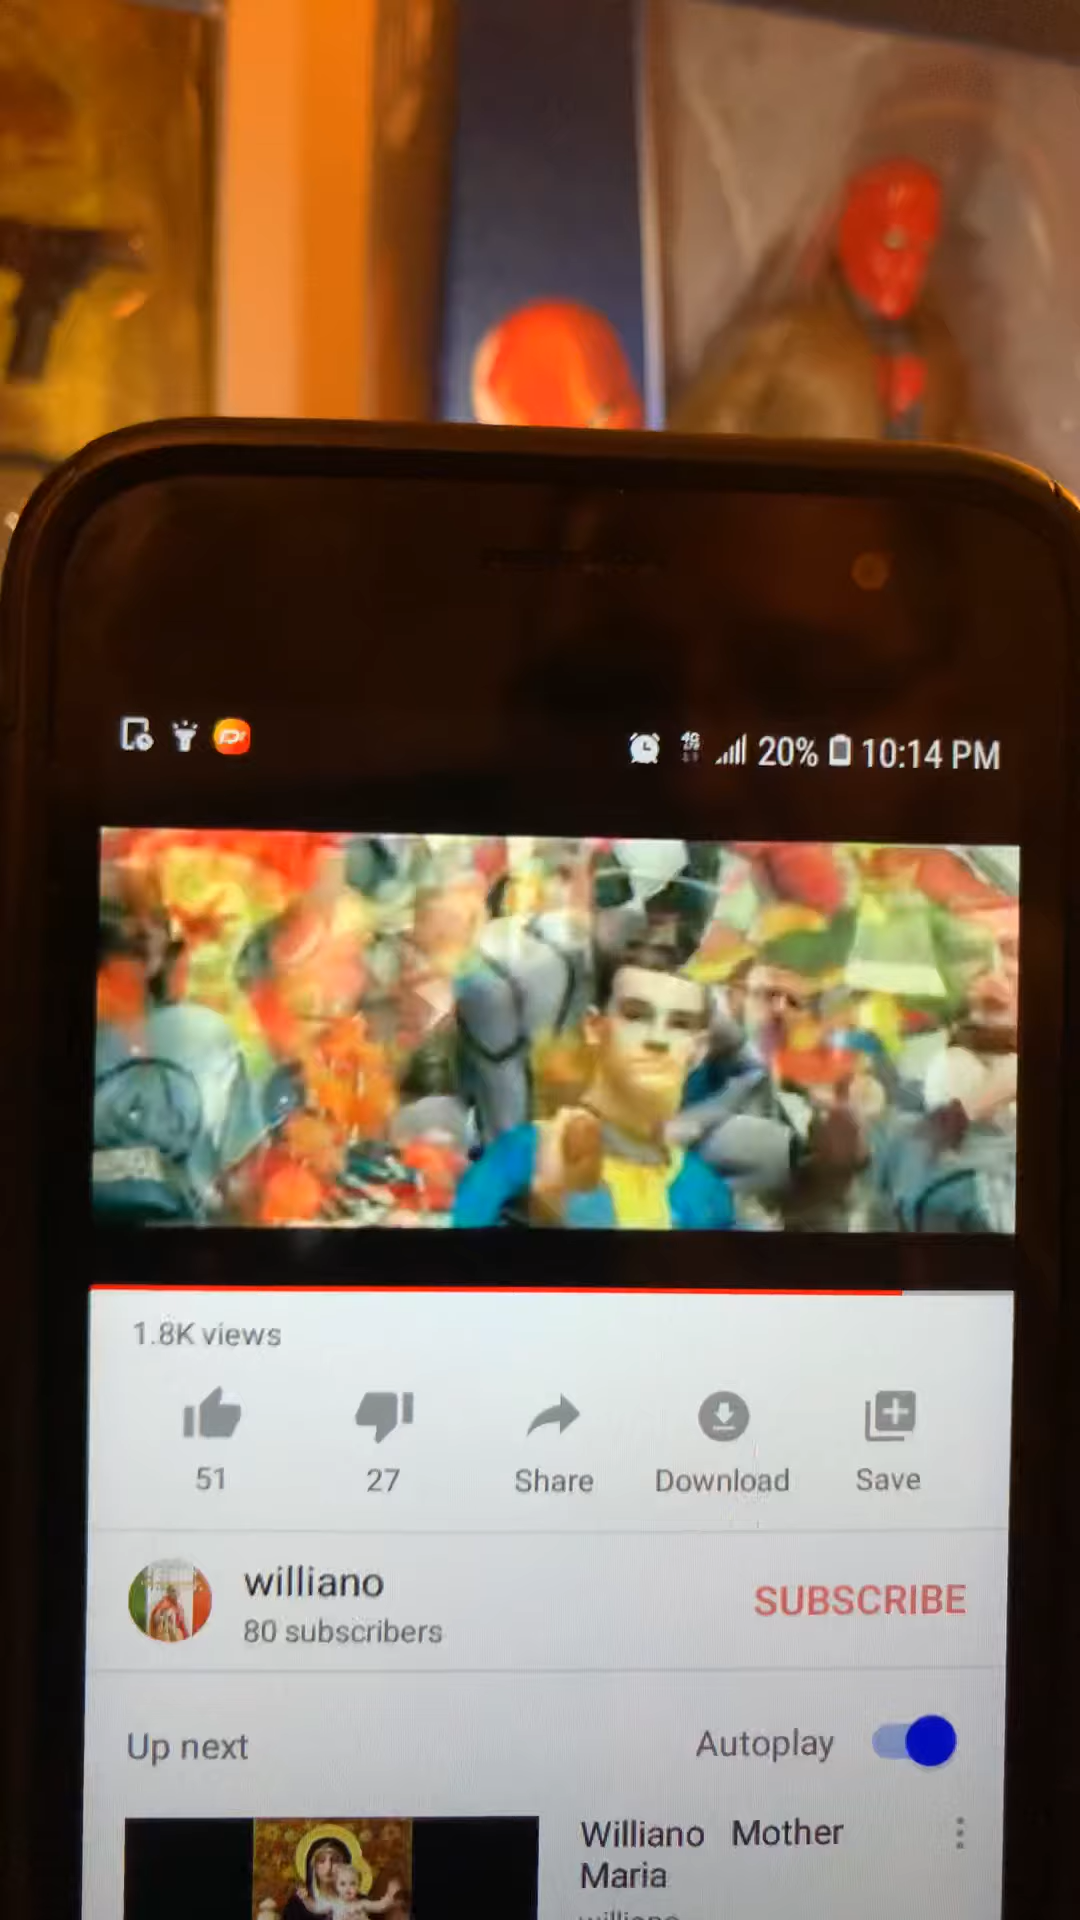 20% 10:14 PM
1.8K views
51 27 Share Download Save
williano
80 subscribers
SUBSCRIBE
Up next Autoplay
Williano Mother
Maria
williano